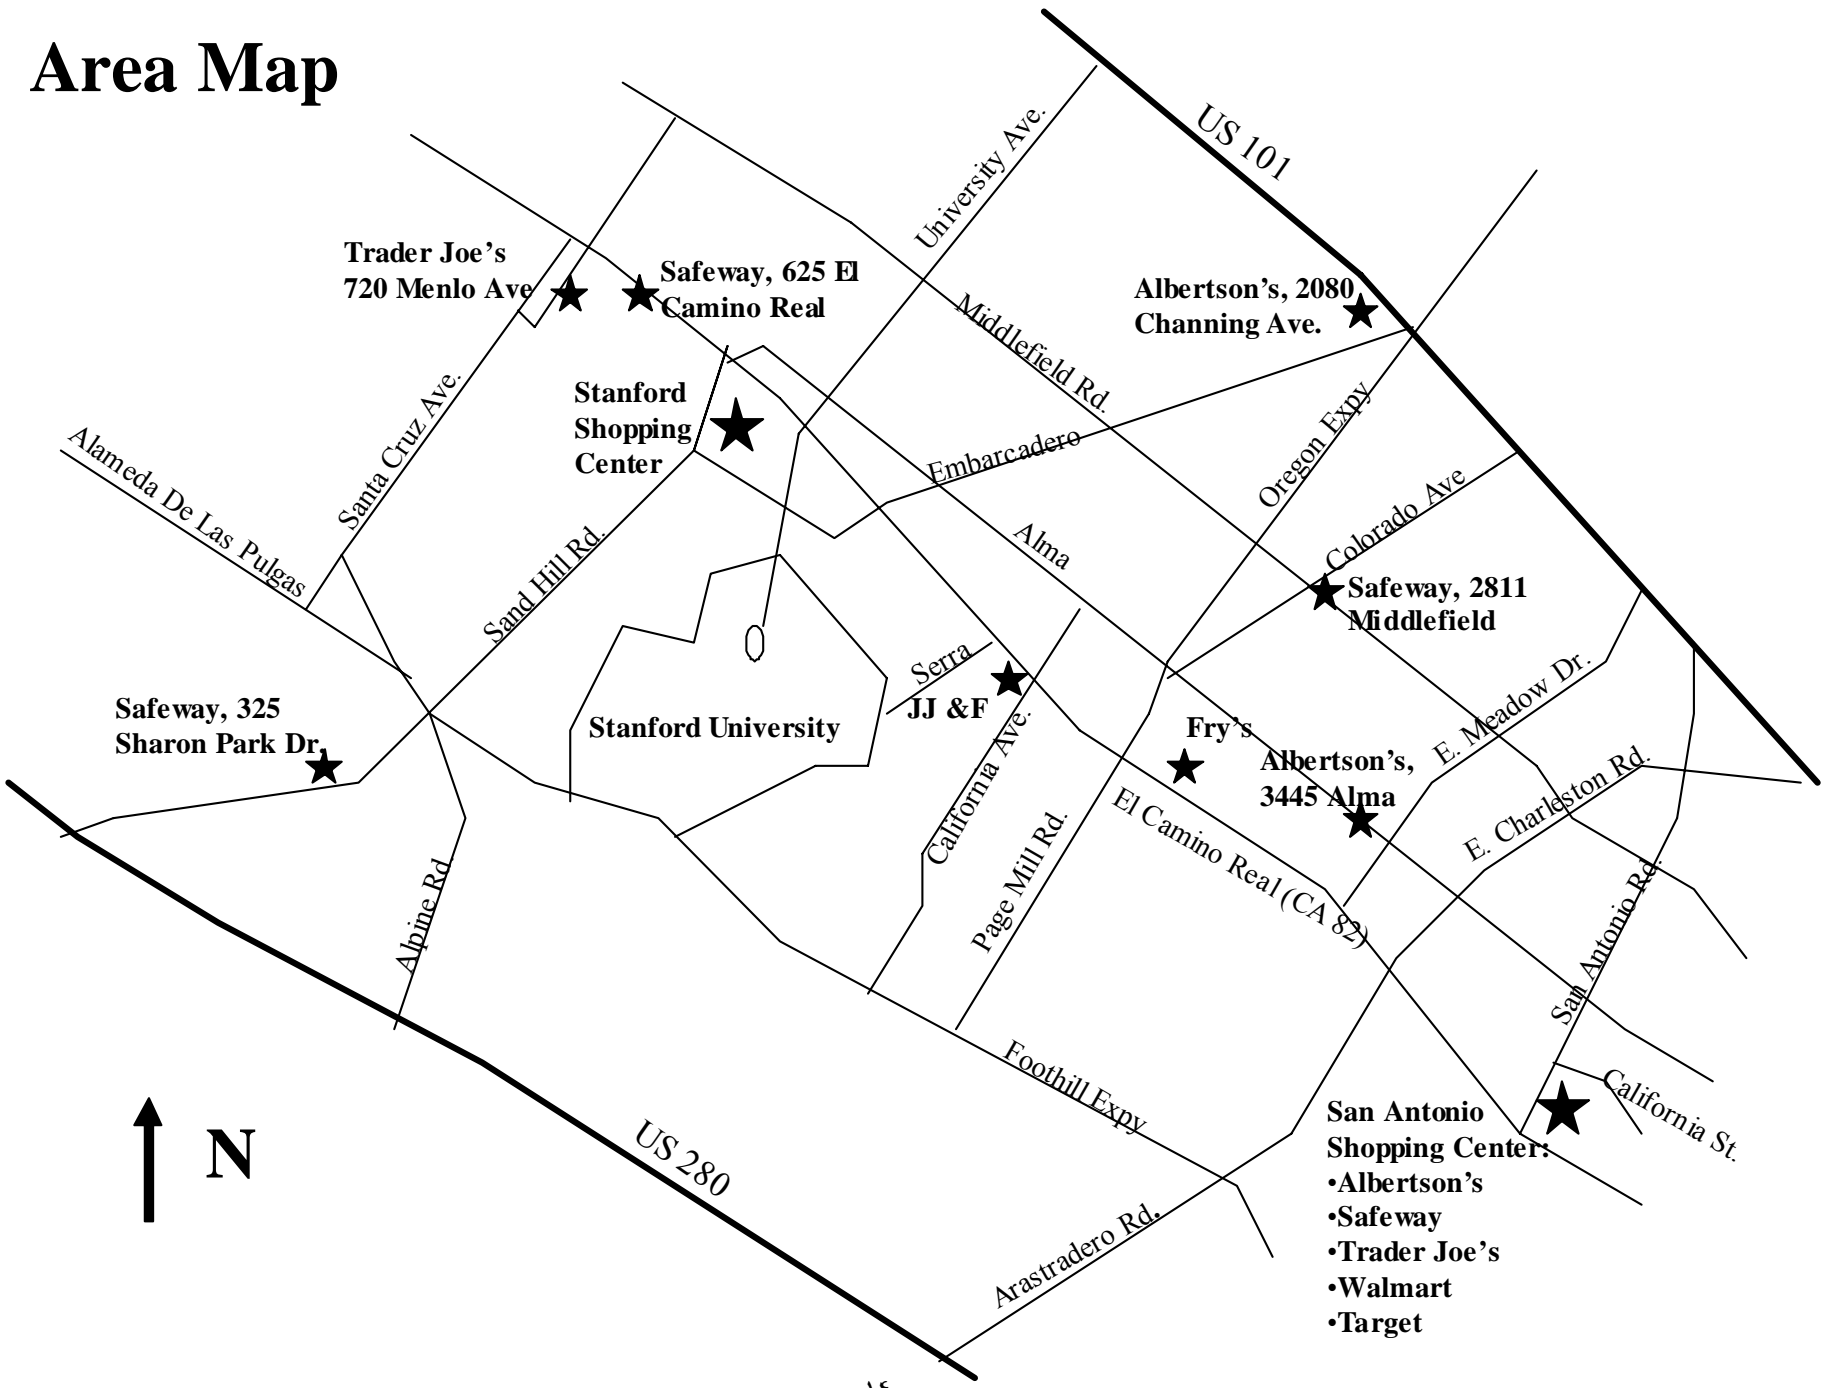 Area Map
US 101
University Ave.
Trader Joe’s
720 Menlo Ave
Safeway, 625 El
Camino Real
Albertson’s, 2080
Channing Ave.
Middlefield Rd.
Stanford
Shopping
Center
Santa Cruz Ave.
Alameda De Las Pulgas
Embarcadero
Oregon Expy
Colorado Ave
Alma
Sand Hill Rd.
Safeway, 2811
Middlefield
Serra
JJ &F
E. Meadow Dr.
Safeway, 325
Sharon Park Dr.
Stanford University
California Ave.
Fry’s
Albertson’s,
3445 Alma
E. Charleston Rd.
El Camino Real (CA 82)
Page Mill Rd.
Alpine Rd.
San Antonio Rd.
Foothill Expy
California St.
N
US 280
San Antonio
Shopping Center:
•Albertson’s
•Safeway
•Trader Joe’s
•Walmart
•Target
Arastradero Rd.